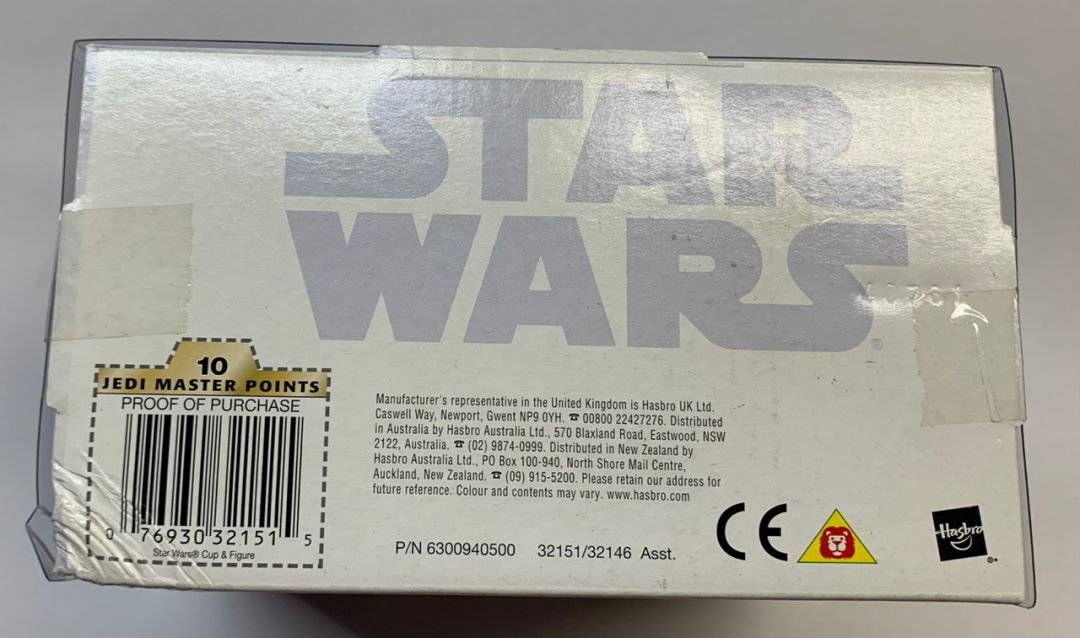 STAR
WARS®
10
JEDI MASTER POINTS
PROOF OF PURCHASE
0 76930 32151 5
Star Wars® Cup & Figure
Manufacturer's representative in the United Kingdom is Hasbro UK Ltd.
Caswell Way, Newport, Gwent NP9 0YH. ☎ 00800 22427276. Distributed
in Australia by Hasbro Australia Ltd., 570 Blaxland Road, Eastwood, NSW
2122, Australia. ☎ (02) 9874-0999. Distributed in New Zealand by
Hasbro Australia Ltd., PO Box 100-940, North Shore Mail Centre,
Auckland, New Zealand. ☎ (09) 915-5200. Please retain our address for
future reference. Colour and contents may vary. www.hasbro.com
P/N 6300940500 32151/32146 Asst.
CE
Hasbro
®*